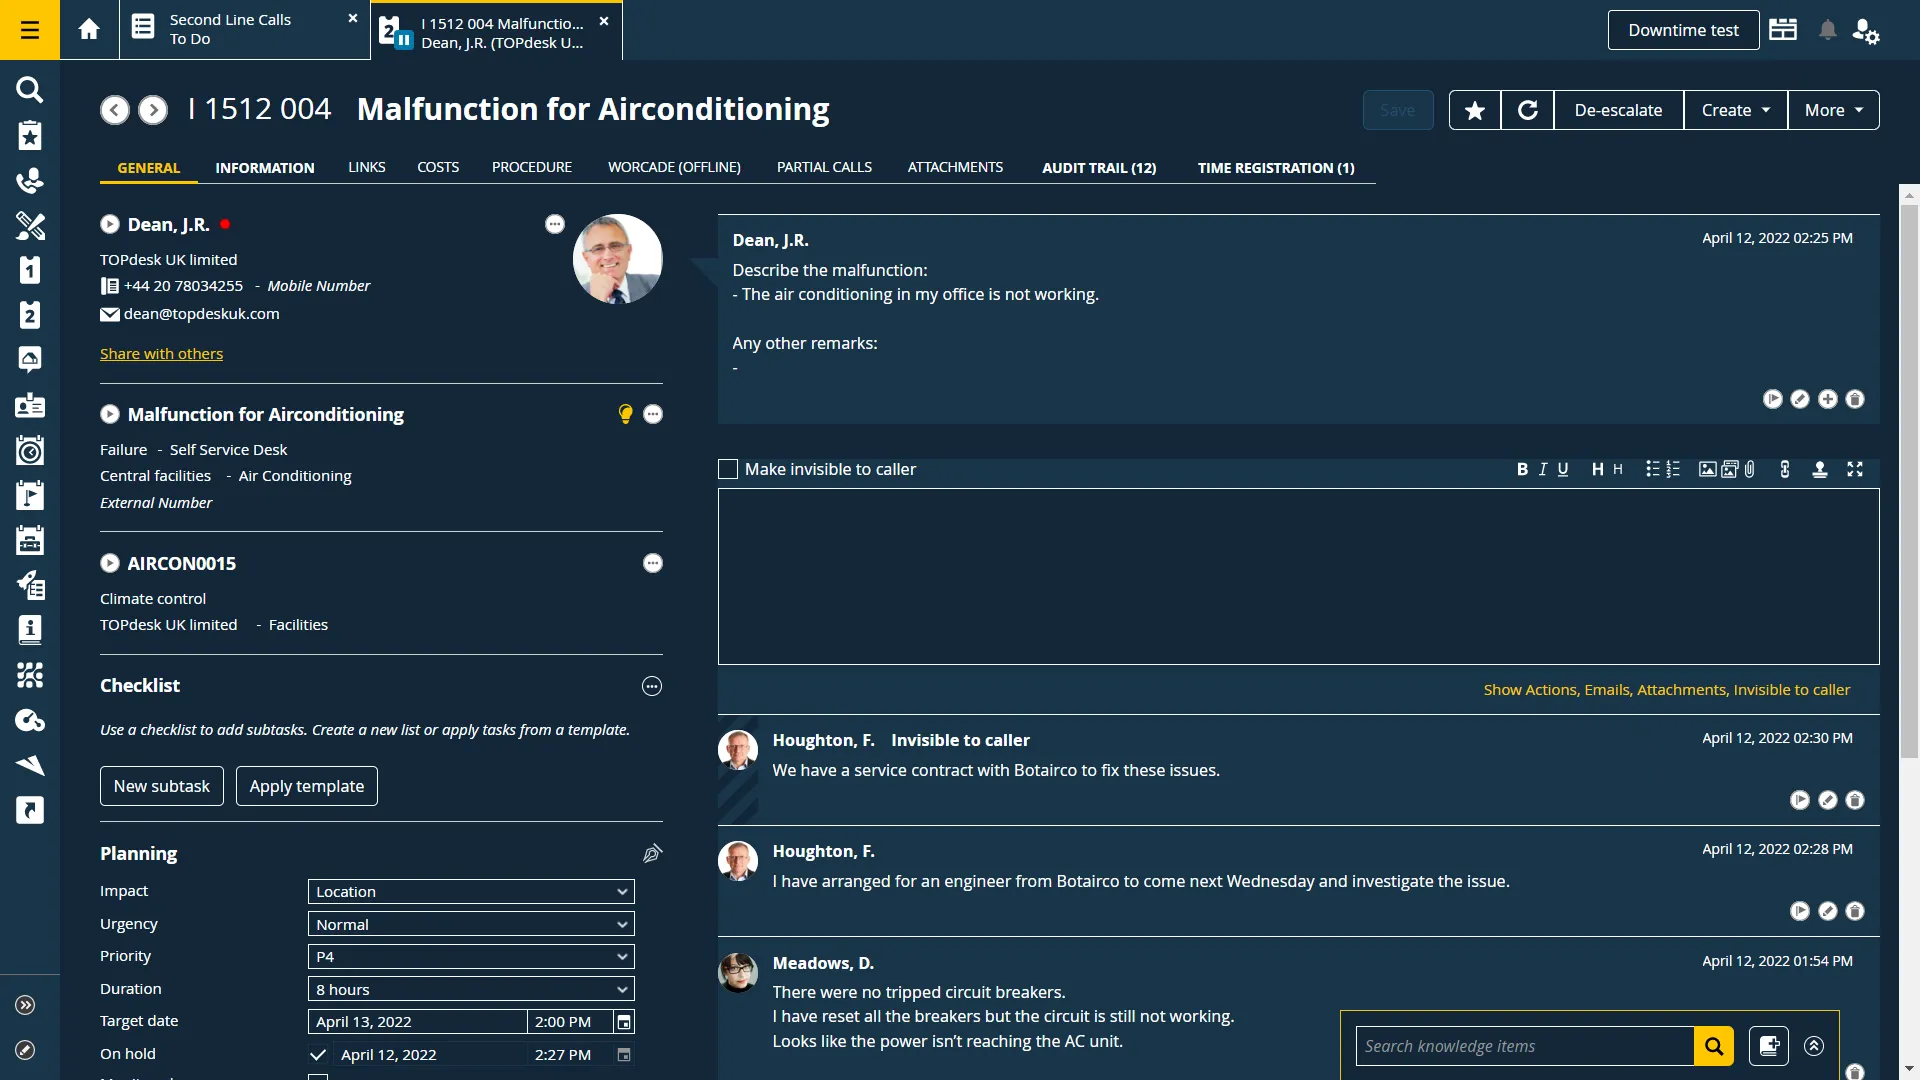 Second Line Calls
To Do
2
I 1512 004 Malfunctio...
Dean, J.R. (TOPdesk U...
Downtime test
I 1512 004 Malfunction for Airconditioning
Save
De-escalate
Create
More
GENERAL
INFORMATION
LINKS
COSTS
PROCEDURE
WORCADE (OFFLINE)
PARTIAL CALLS
ATTACHMENTS
AUDIT TRAIL (12)
TIME REGISTRATION (1)
1
2
Dean, J.R.
TOPdesk UK limited
+44 20 78034255 - Mobile Number
dean@topdeskuk.com
Share with others
Malfunction for Airconditioning
Failure - Self Service Desk
Central facilities - Air Conditioning
External Number
AIRCON0015
Climate control
TOPdesk UK limited - Facilities
Checklist
Use a checklist to add subtasks. Create a new list or apply tasks from a template.
New subtask
Apply template
Planning
Impact Location
Urgency Normal
Priority P4
Duration 8 hours
Target date April 13, 2022 2:00 PM
On hold April 12, 2022 2:27 PM
Dean, J.R. April 12, 2022 02:25 PM
Describe the malfunction:
- The air conditioning in my office is not working.
Any other remarks:
-
Make invisible to caller
B I U H H
Show Actions, Emails, Attachments, Invisible to caller
Houghton, F. Invisible to caller April 12, 2022 02:30 PM
We have a service contract with Botairco to fix these issues.
Houghton, F. April 12, 2022 02:28 PM
I have arranged for an engineer from Botairco to come next Wednesday and investigate the issue.
Meadows, D. April 12, 2022 01:54 PM
There were no tripped circuit breakers.
I have reset all the breakers but the circuit is still not working.
Looks like the power isn't reaching the AC unit.
Search knowledge items